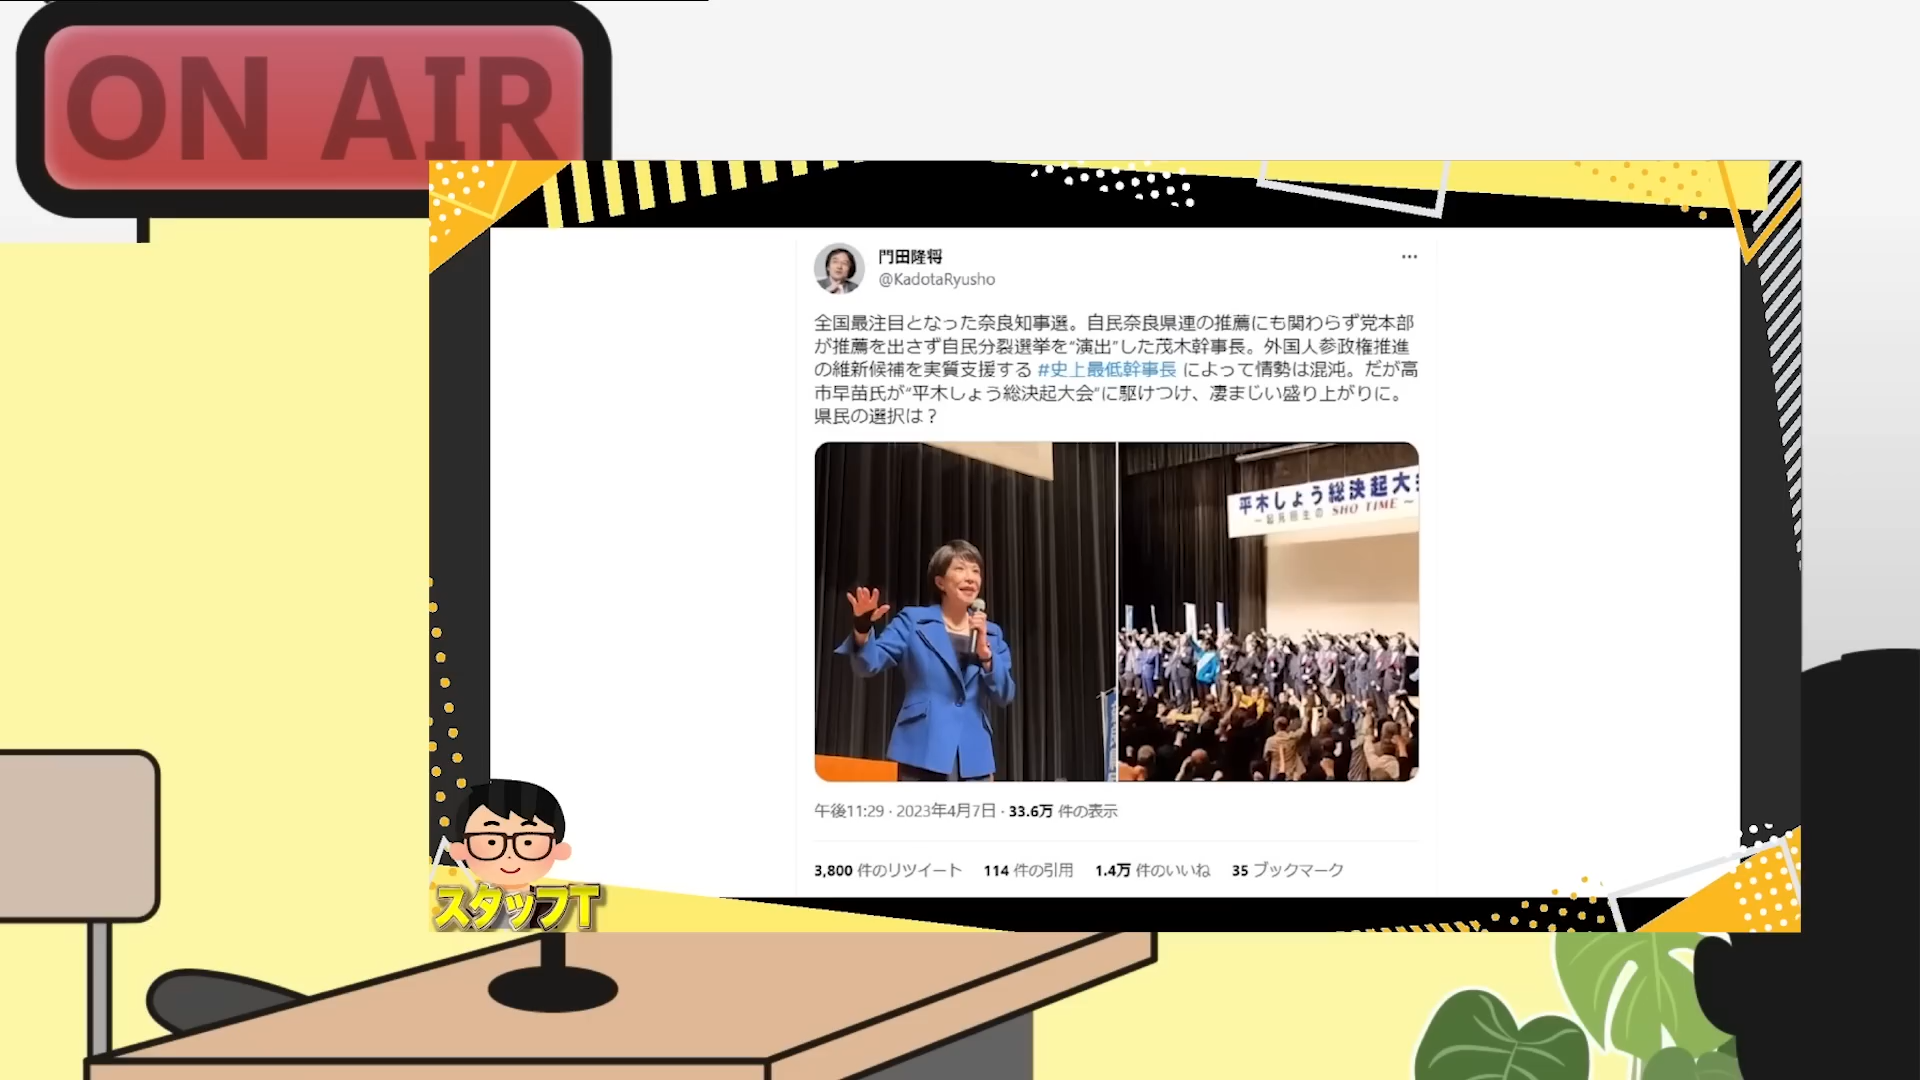 ON AIR
門田隆将
@KadotaRyusho
全国最注目となった奈良知事選。自民奈良県連の推薦にも関わらず党本部
が推薦を出さず自民分裂選挙を“演出”した茂木幹事長。外国人参政権推進
の維新候補を実質支援する #史上最低幹事長 によって情勢は混沌。だが高
市早苗氏が“平木しょう総決起大会”に駆けつけ、凄まじい盛り上がりに。
県民の選択は？
平木しょう総決起大
～起死回生の SHO TIME～
午後11:29 · 2023年4月7日 · 33.6万 件の表示
3,800 件のリツイート 114 件の引用 1.4万 件のいいね 35 ブックマーク
スタッフT